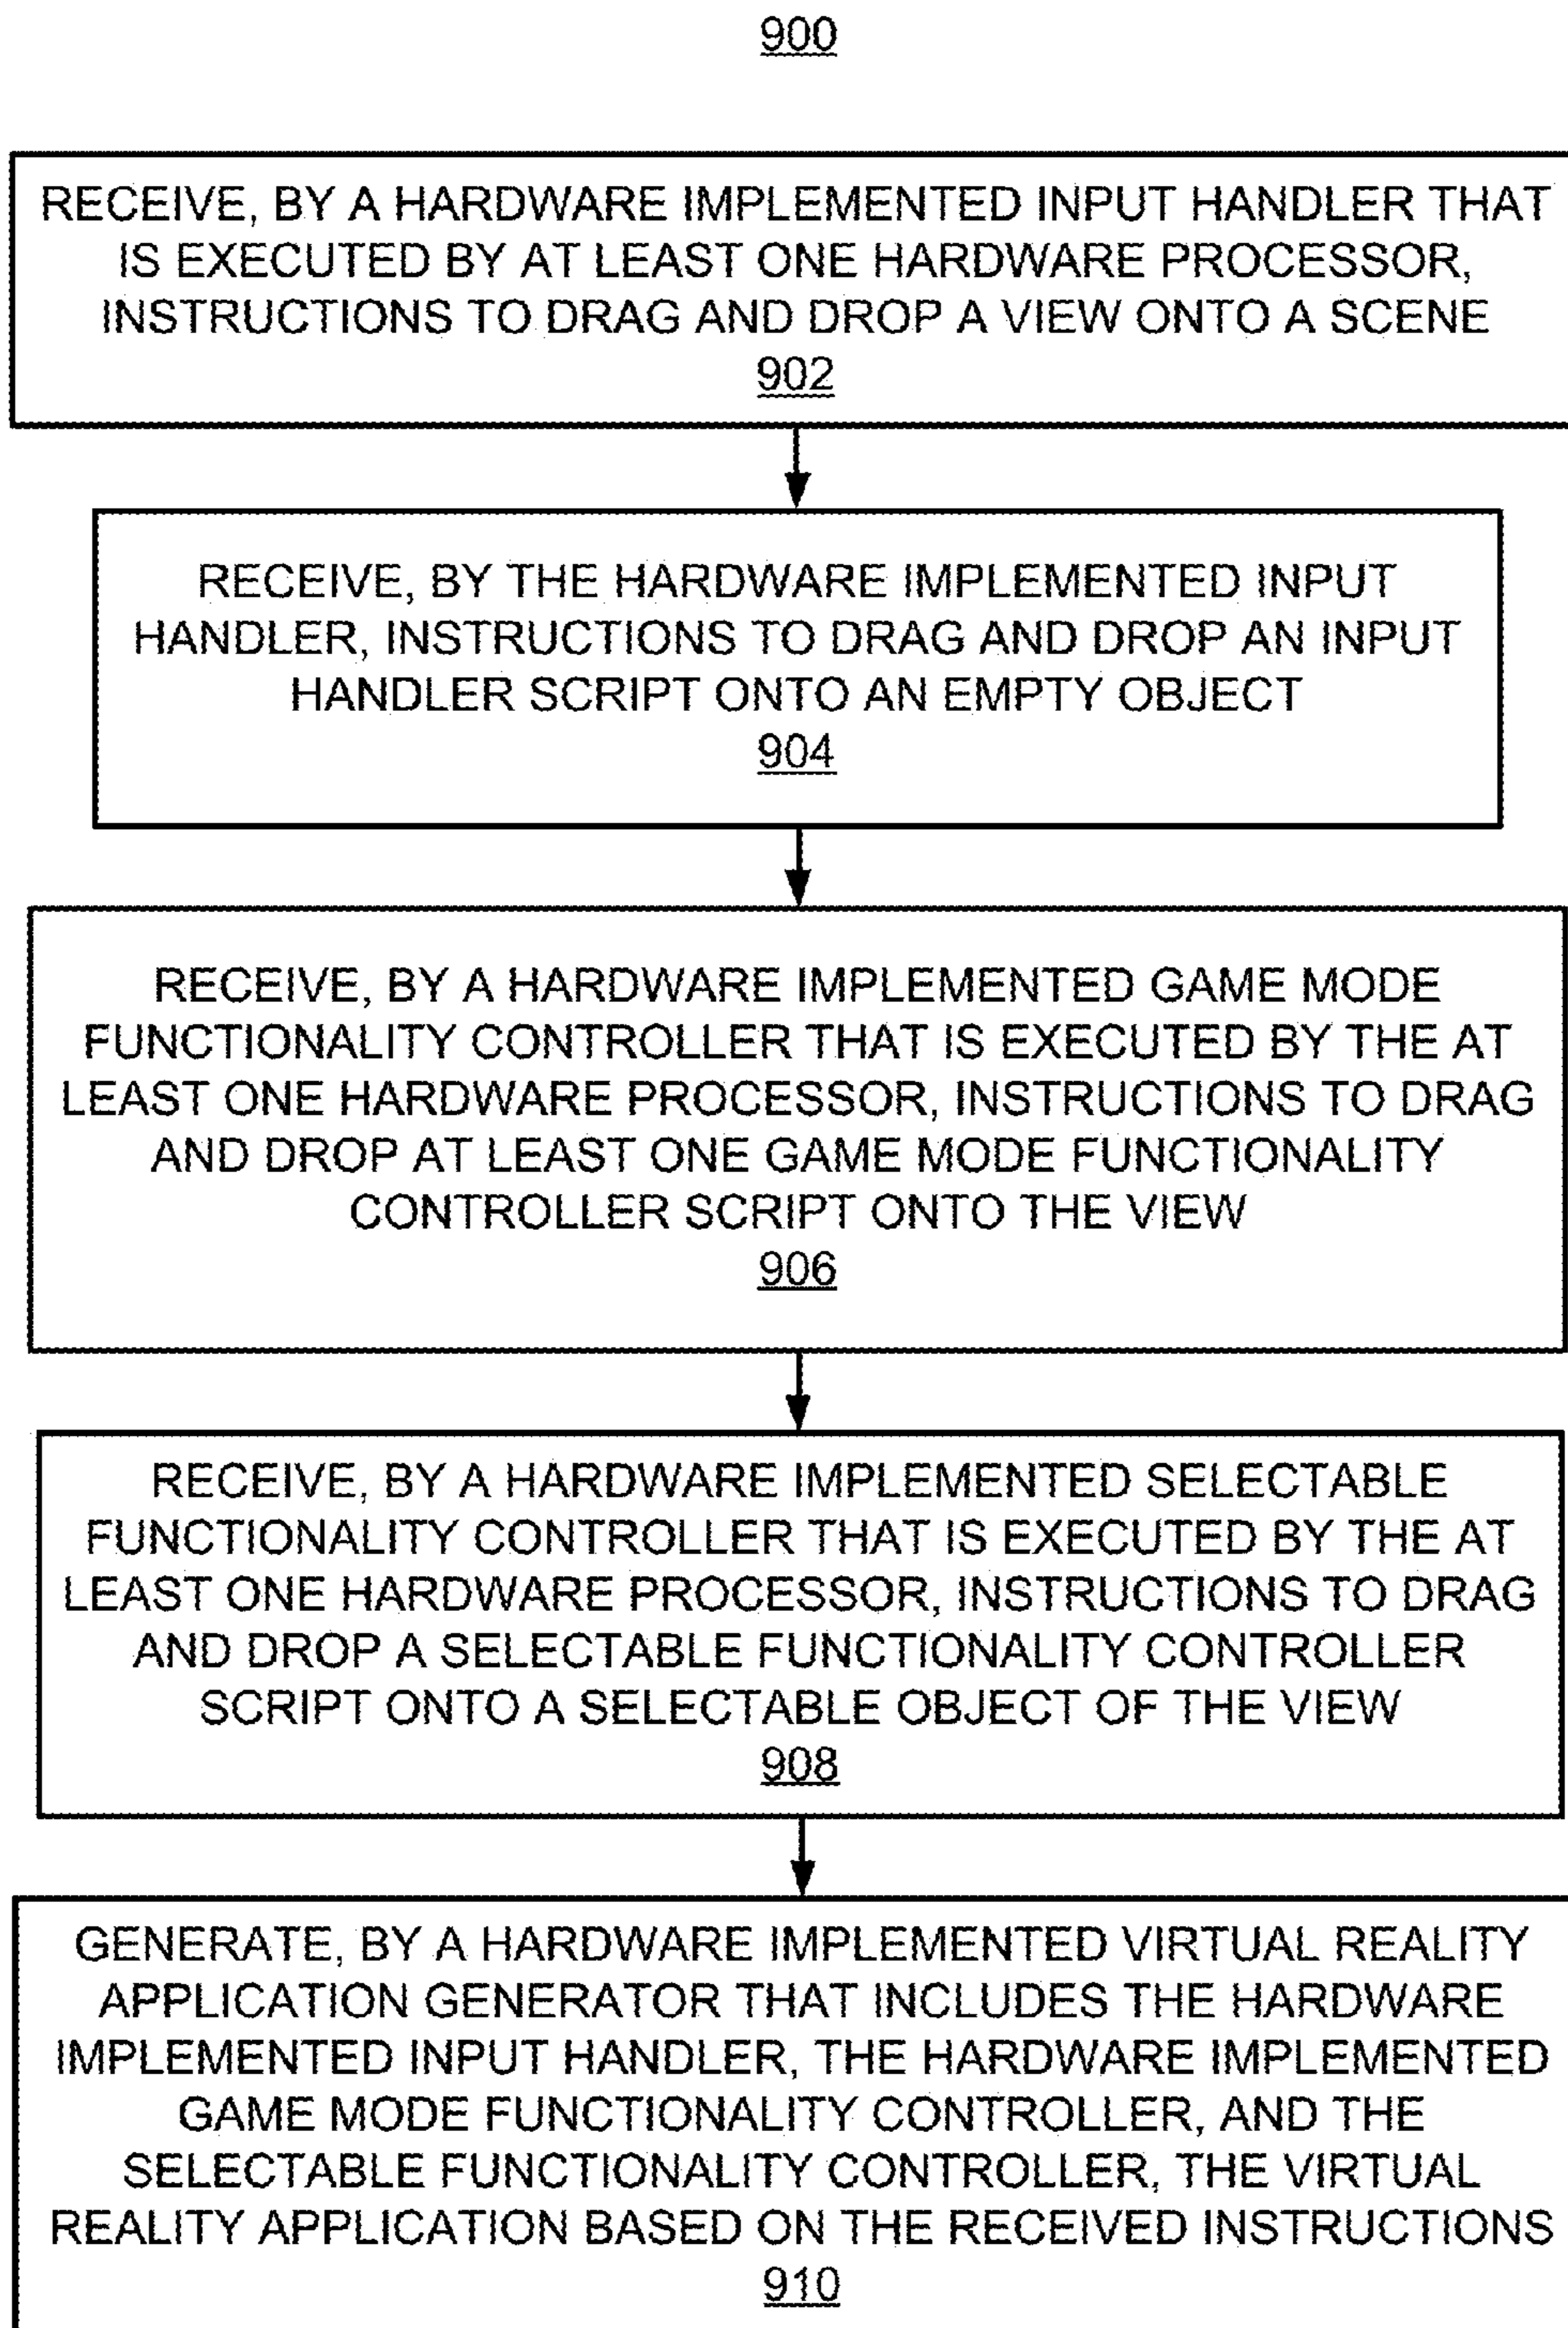 900
RECEIVE, BY A HARDWARE IMPLEMENTED INPUT HANDLER THAT
IS EXECUTED BY AT LEAST ONE HARDWARE PROCESSOR,
INSTRUCTIONS TO DRAG AND DROP A VIEW ONTO A SCENE
902
RECEIVE, BY THE HARDWARE IMPLEMENTED INPUT
HANDLER, INSTRUCTIONS TO DRAG AND DROP AN INPUT
HANDLER SCRIPT ONTO AN EMPTY OBJECT
904
RECEIVE, BY A HARDWARE IMPLEMENTED GAME MODE
FUNCTIONALITY CONTROLLER THAT IS EXECUTED BY THE AT
LEAST ONE HARDWARE PROCESSOR, INSTRUCTIONS TO DRAG
AND DROP AT LEAST ONE GAME MODE FUNCTIONALITY
CONTROLLER SCRIPT ONTO THE VIEW
906
RECEIVE, BY A HARDWARE IMPLEMENTED SELECTABLE
FUNCTIONALITY CONTROLLER THAT IS EXECUTED BY THE AT
LEAST ONE HARDWARE PROCESSOR, INSTRUCTIONS TO DRAG
AND DROP A SELECTABLE FUNCTIONALITY CONTROLLER
SCRIPT ONTO A SELECTABLE OBJECT OF THE VIEW
908
GENERATE, BY A HARDWARE IMPLEMENTED VIRTUAL REALITY
APPLICATION GENERATOR THAT INCLUDES THE HARDWARE
IMPLEMENTED INPUT HANDLER, THE HARDWARE IMPLEMENTED
GAME MODE FUNCTIONALITY CONTROLLER, AND THE
SELECTABLE FUNCTIONALITY CONTROLLER, THE VIRTUAL
REALITY APPLICATION BASED ON THE RECEIVED INSTRUCTIONS
910